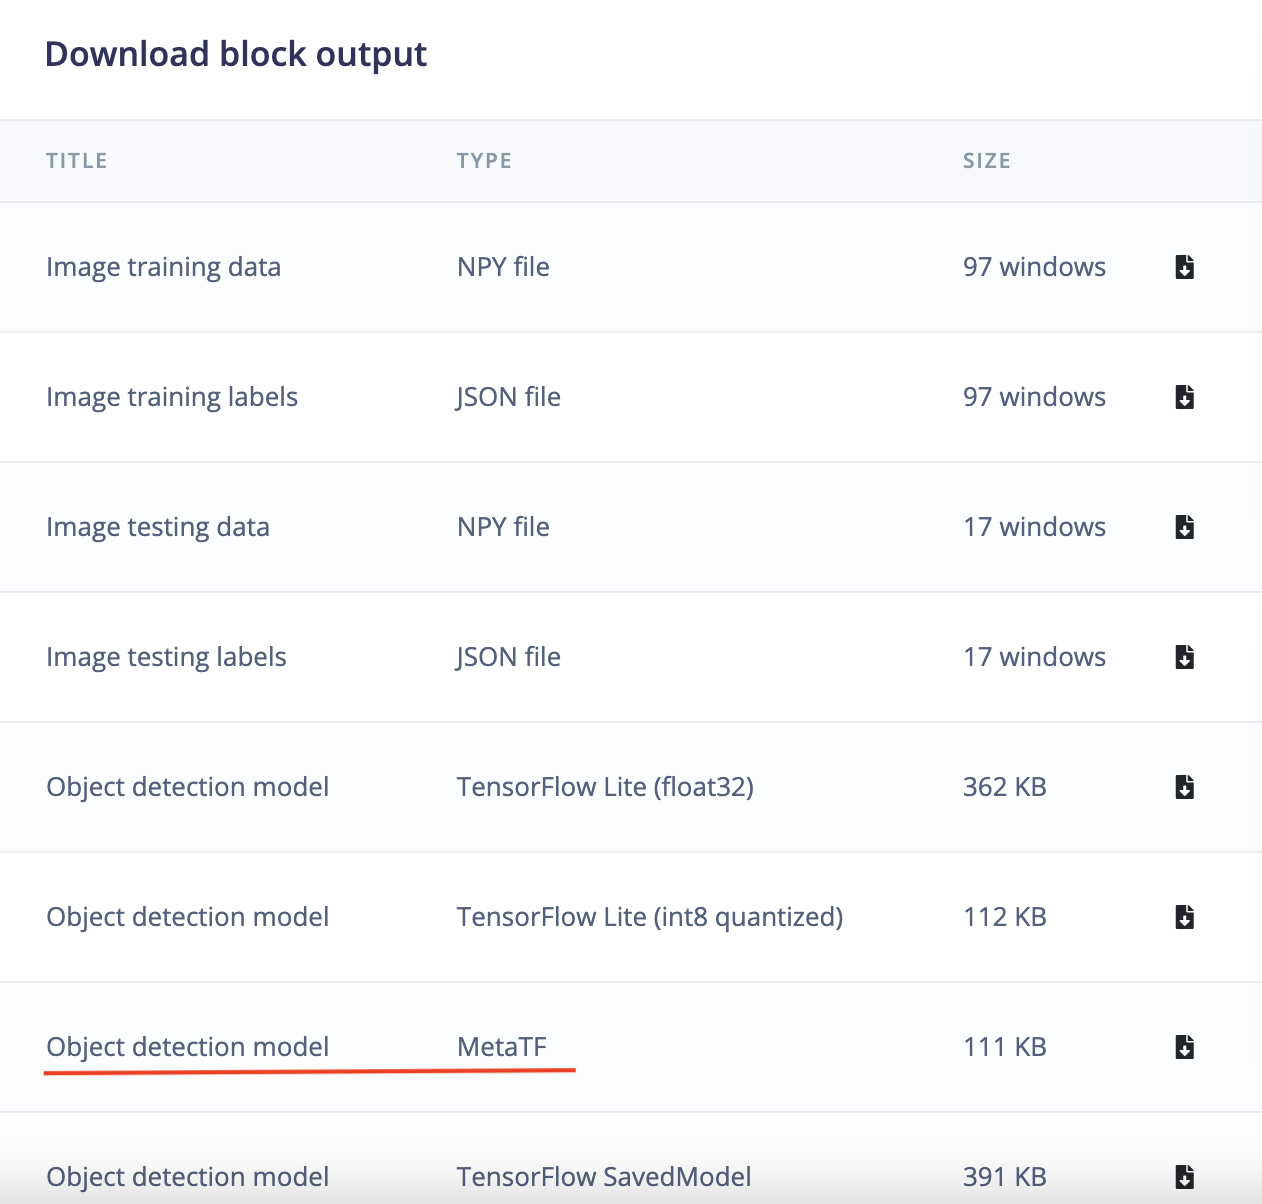 Download block output
TITLE TYPE SIZE
Image training data NPY file 97 windows
Image training labels JSON file 97 windows
Image testing data NPY file 17 windows
Image testing labels JSON file 17 windows
Object detection model TensorFlow Lite (float32) 362 KB
Object detection model TensorFlow Lite (int8 quantized) 112 KB
Object detection model MetaTF 111 KB
Object detection model TensorFlow SavedModel 391 KB